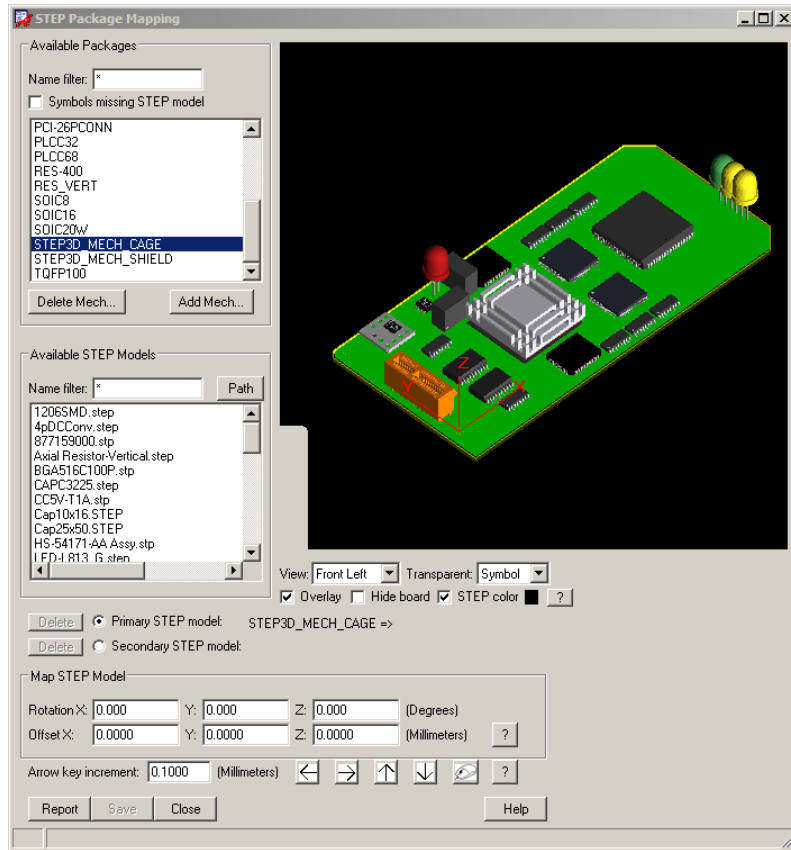 STEP Package Mapping
Available Packages
Name filter: *
Symbols missing STEP model
PCI-26PCONN
PLCC32
PLCC68
RES-400
RES_VERT
SOIC8
SOIC16
SOIC20W
STEP3D_MECH_CAGE
STEP3D_MECH_SHIELD
TQFP100
Delete Mech... Add Mech...
Available STEP Models
Name filter: * Path
1206SMD.step
4pDCConv.step
877159000.step
Axial Resistor-Vertical.step
BGA516C100P.stp
CAPC3225.step
CC5V-T1A.stp
Cap10x16.STEP
Cap25x50.STEP
HS-54171-AA Assy.stp
LED-L813_G.step
Z
Y X
View: Front Left Transparent: Symbol
Overlay Hide board STEP color ?
Delete Primary STEP model: STEP3D_MECH_CAGE =>
Delete Secondary STEP model:
Map STEP Model
Rotation X: 0.000 Y: 0.000 Z: 0.000 (Degrees)
Offset X: 0.0000 Y: 0.0000 Z: 0.0000 (Millimeters) ?
Arrow key increment: 0.1000 (Millimeters) ?
Report Save Close Help